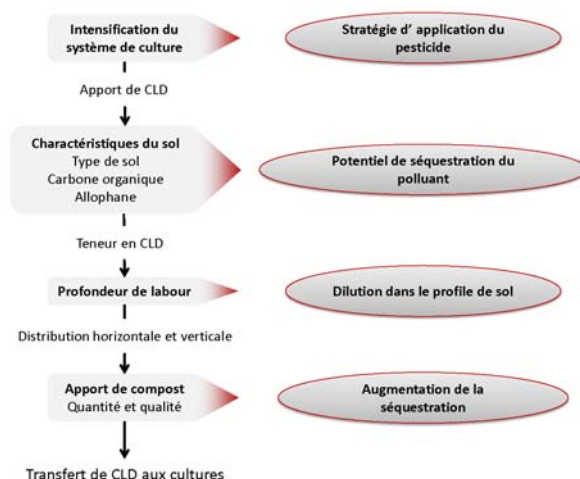 Intensification du
système de culture
Stratégie d’ application du
pesticide
Apport de CLD
Charactéristiques du sol
Type de sol
Carbone organique
Allophane
Potentiel de séquestration du
polluant
Teneur en CLD
Profondeur de labour
Dilution dans le profile de sol
Distribution horizontale et verticale
Apport de compost
Quantité et qualité
Augmentation de la
séquestration
Transfert de CLD aux cultures